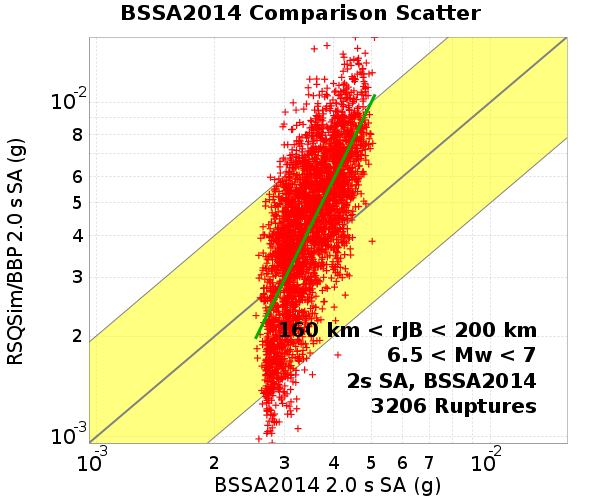 BSSA2014 Comparison Scatter
RSQSim/BBP 2.0 s SA (g)
10-2
8
6
5
4
3
2
10-3
160 km < rJB < 200 km
6.5 < Mw < 7
2s SA, BSSA2014
3206 Ruptures
10-3 2 3 4 5 6 7 10-2
BSSA2014 2.0 s SA (g)